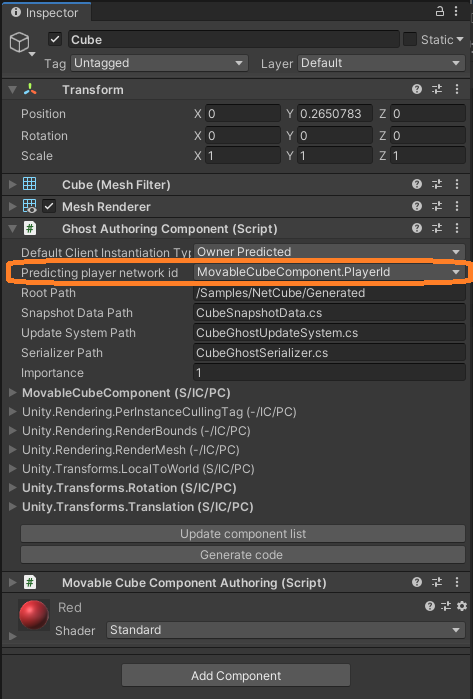 Inspector
Cube Static
Tag Untagged Layer Default
Transform
Position X 0 Y 0.2650783 Z 0
Rotation X 0 Y 0 Z 0
Scale X 1 Y 1 Z 1
Cube (Mesh Filter)
Mesh Renderer
# Ghost Authoring Component (Script)
Default Client Instantiation Typ Owner Predicted
Predicting player network id MovableCubeComponent.PlayerId
Root Path /Samples/NetCube/Generated
Snapshot Data Path CubeSnapshotData.cs
Update System Path CubeGhostUpdateSystem.cs
Serializer Path CubeGhostSerializer.cs
Importance 1
MovableCubeComponent (S/IC/PC)
Unity.Rendering.PerInstanceCullingTag (-/IC/PC)
Unity.Rendering.RenderBounds (-/IC/PC)
Unity.Rendering.RenderMesh (-/IC/PC)
Unity.Transforms.LocalToWorld (S/IC/PC)
Unity.Transforms.Rotation (S/IC/PC)
Unity.Transforms.Translation (S/IC/PC)
Update component list
Generate code
# Movable Cube Component Authoring (Script)
Red
Shader Standard
Add Component